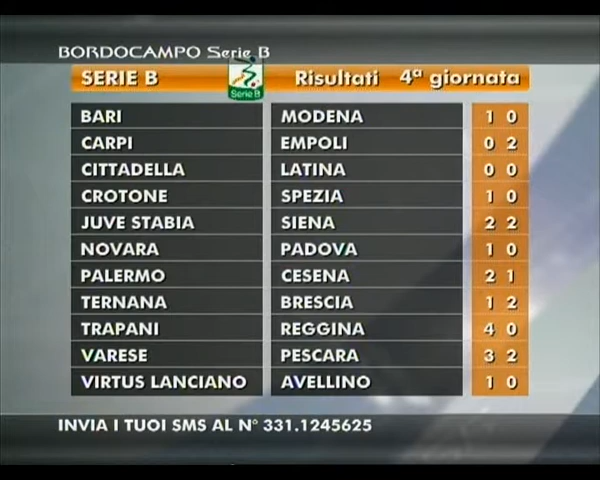 BORDOCAMPO Serie B
SERIE B Serie B Risultati 4ª giornata
BARI MODENA 1 0
CARPI EMPOLI 0 2
CITTADELLA LATINA 0 0
CROTONE SPEZIA 1 0
JUVE STABIA SIENA 2 2
NOVARA PADOVA 1 0
PALERMO CESENA 2 1
TERNANA BRESCIA 1 2
TRAPANI REGGINA 4 0
VARESE PESCARA 3 2
VIRTUS LANCIANO AVELLINO 1 0
INVIA I TUOI SMS AL N° 331.1245625